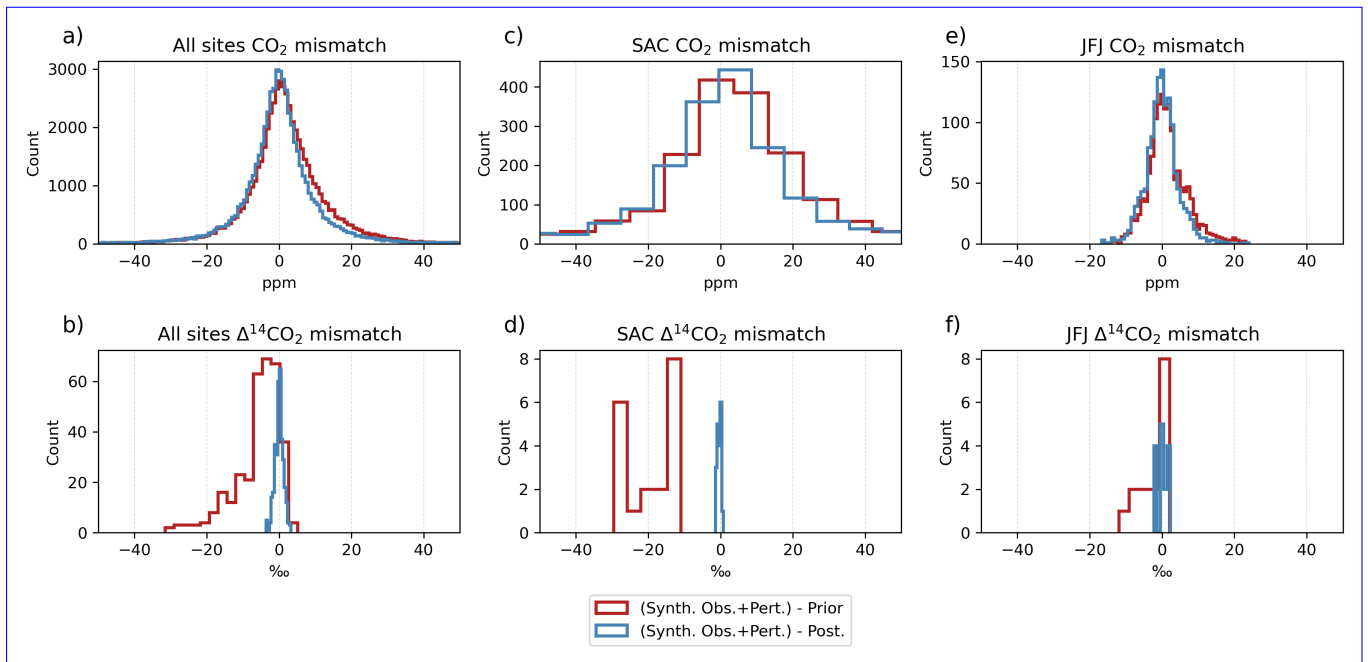 a)
All sites CO₂ mismatch
3000
2000
1000
0
Count
−40 −20 0 20 40
ppm
c)
SAC CO₂ mismatch
400
300
200
100
0
Count
−40 −20 0 20 40
ppm
e)
JFJ CO₂ mismatch
150
100
50
0
Count
−40 −20 0 20 40
ppm
b)
All sites Δ¹⁴CO₂ mismatch
60
40
20
0
Count
−40 −20 0 20 40
‰
d)
SAC Δ¹⁴CO₂ mismatch
8
6
4
2
0
Count
−40 −20 0 20 40
‰
f)
JFJ Δ¹⁴CO₂ mismatch
8
6
4
2
0
Count
−40 −20 0 20 40
‰
(Synth. Obs.+Pert.) - Prior
(Synth. Obs.+Pert.) - Post.